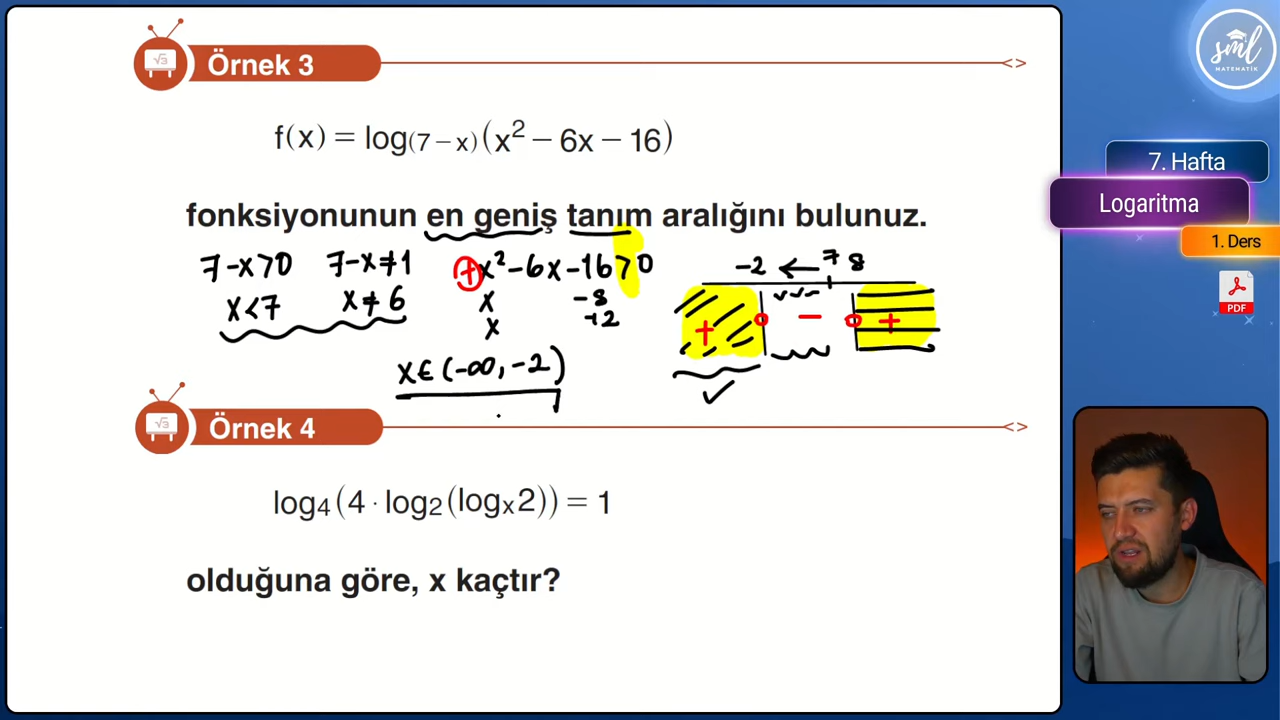 Örnek 3
f(x) = log(7 – x)(x² – 6x – 16)
fonksiyonunun en geniş tanım aralığını bulunuz.
7-x>0 7-x≠1 +x²-6x-16>0
x<7 x≠6 x -8
x +2
x∈(-∞,-2)
-2 ← 7 8
+ - +
Örnek 4
log₄(4 · log₂(logₓ2)) = 1
olduğuna göre, x kaçtır?
sml
MATEMATİK
7. Hafta
Logaritma
1. Ders
PDF